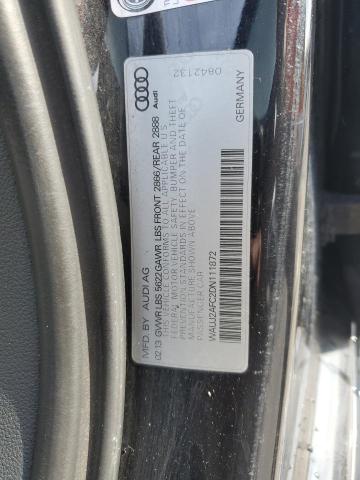 MFD. BY AUDI AG
02.13 GVWR LBS 5622 GAWR LBS FRONT 2866/REAR 2888
THIS VEHICLE CONFORMS TO ALL APPLICABLE
FEDERAL MOTOR VEHICLE SAFETY, BUMPER AND THEFT
PREVENTION STANDARDS IN EFFECT ON THE DATE OF
MANUFACTURE SHOWN ABOVE
PASSENGER CAR
WAUJ2AFC2DN111872
Audi
0842132
GERMANY